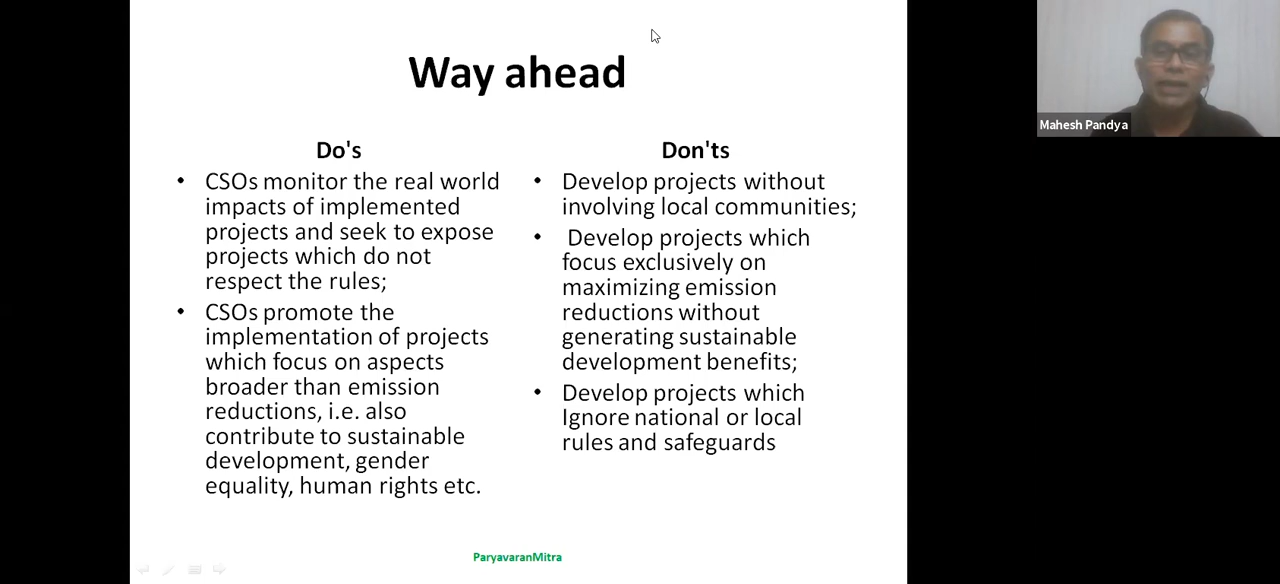 Way ahead
Do's
• CSOs monitor the real world
impacts of implemented
projects and seek to expose
projects which do not
respect the rules;
• CSOs promote the
implementation of projects
which focus on aspects
broader than emission
reductions, i.e. also
contribute to sustainable
development, gender
equality, human rights etc.
Don'ts
• Develop projects without
involving local communities;
• Develop projects which
focus exclusively on
maximizing emission
reductions without
generating sustainable
development benefits;
• Develop projects which
Ignore national or local
rules and safeguards
ParyavaranMitra
Mahesh Pandya